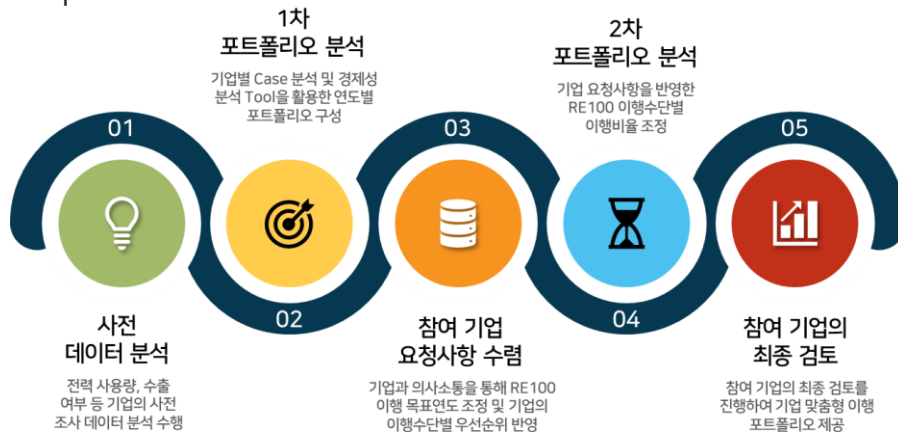 01
사전
데이터 분석
전력 사용량, 수출
여부 등 기업의 사전
조사 데이터 분석 수행
1차
포트폴리오 분석
기업별 Case 분석 및 경제성
분석 Tool을 활용한 연도별
포트폴리오 구성
02
03
참여 기업
요청사항 수렴
기업과 의사소통을 통해 RE100
이행 목표연도 조정 및 기업의
이행수단별 우선순위 반영
2차
포트폴리오 분석
기업 요청사항을 반영한
RE100 이행수단별
이행비율 조정
04
05
참여 기업의
최종 검토
참여 기업의 최종 검토를
진행하여 기업 맞춤형 이행
포트폴리오 제공